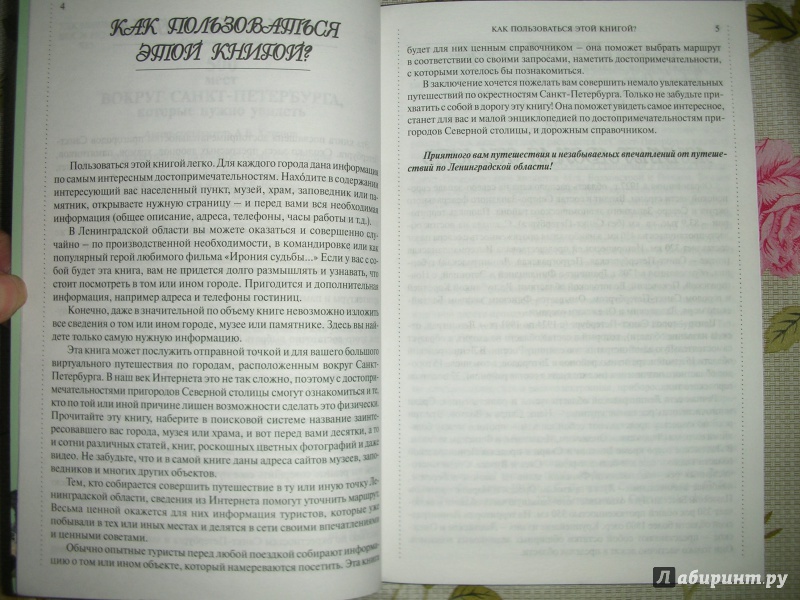 4
КАК ПОЛЬЗОВАТЬСЯ
ЭТОЙ КНИГОЙ?
Пользоваться этой книгой легко. Для каждого города дана информация
по самым интересным достопримечательностям. Нахóдите в содержании
интересующий вас населенный пункт, музей, храм, заповедник или па-
мятник, открываете нужную страницу — и перед вами вся необходимая
информация (общее описание, адреса, телефоны, часы работы и т.д.).
В Ленинградской области вы можете оказаться и совершенно слу-
чайно — по производственной необходимости, в командировке или как
популярный герой любимого фильма «Ирония судьбы...» Если у вас с со-
бой будет эта книга, вам не придется долго размышлять и узнавать, что
стоит посмотреть в том или ином городе. Пригодится и дополнительная
информация, например адреса и телефоны гостиниц.
Конечно, даже в значительной по объему книге невозможно изложить
все сведения о том или ином городе, музее или памятнике. Здесь вы най-
дете только самую нужную информацию.
Эта книга может послужить отправной точкой и для вашего большого
виртуального путешествия по городам, расположенным вокруг Санкт-
Петербурга. В наш век Интернета это не так сложно, поэтому с достопри-
мечательностями пригородов Северной столицы смогут ознакомиться и те,
кто по той или иной причине лишен возможности сделать это физически.
Прочитайте эту книгу, наберите в поисковой системе название заинте-
ресовавшего вас города, музея или храма, и вот перед вами десятки, а то
и сотни различных статей, книг, роскошных цветных фотографий и даже
видео. Не забудьте, что и в самой книге даны адреса сайтов музеев, запо-
ведников и многих других объектов.
Тем, кто собирается совершить путешествие в ту или иную точку Ле-
нинградской области, сведения из Интернета помогут уточнить маршрут.
Весьма ценной окажется для них информация туристов, которые уже
побывали в тех или иных местах и делятся в сети своими впечатлениями
и ценными советами.
Обычно опытные туристы перед любой поездкой собирают информа-
цию о том или ином объекте, который намереваются посетить. Эта книга
КАК ПОЛЬЗОВАТЬСЯ ЭТОЙ КНИГОЙ? 5
будет для них ценным справочником — она поможет выбрать маршрут
в соответствии со своими запросами, наметить достопримечательности,
с которыми хотелось бы познакомиться.
В заключение хочется пожелать вам совершить немало увлекательных
путешествий по окрестностям Санкт-Петербурга. Только не забудьте при-
хватить с собой в дорогу эту книгу! Она поможет увидеть самое интересное,
станет для вас и малой энциклопедией по достопримечательностям при-
городов Северной столицы, и дорожным справочником.
Приятного вам путешествия и незабываемых впечатлений от путеше-
ствий по Ленинградской области!
Лабиринт.ру